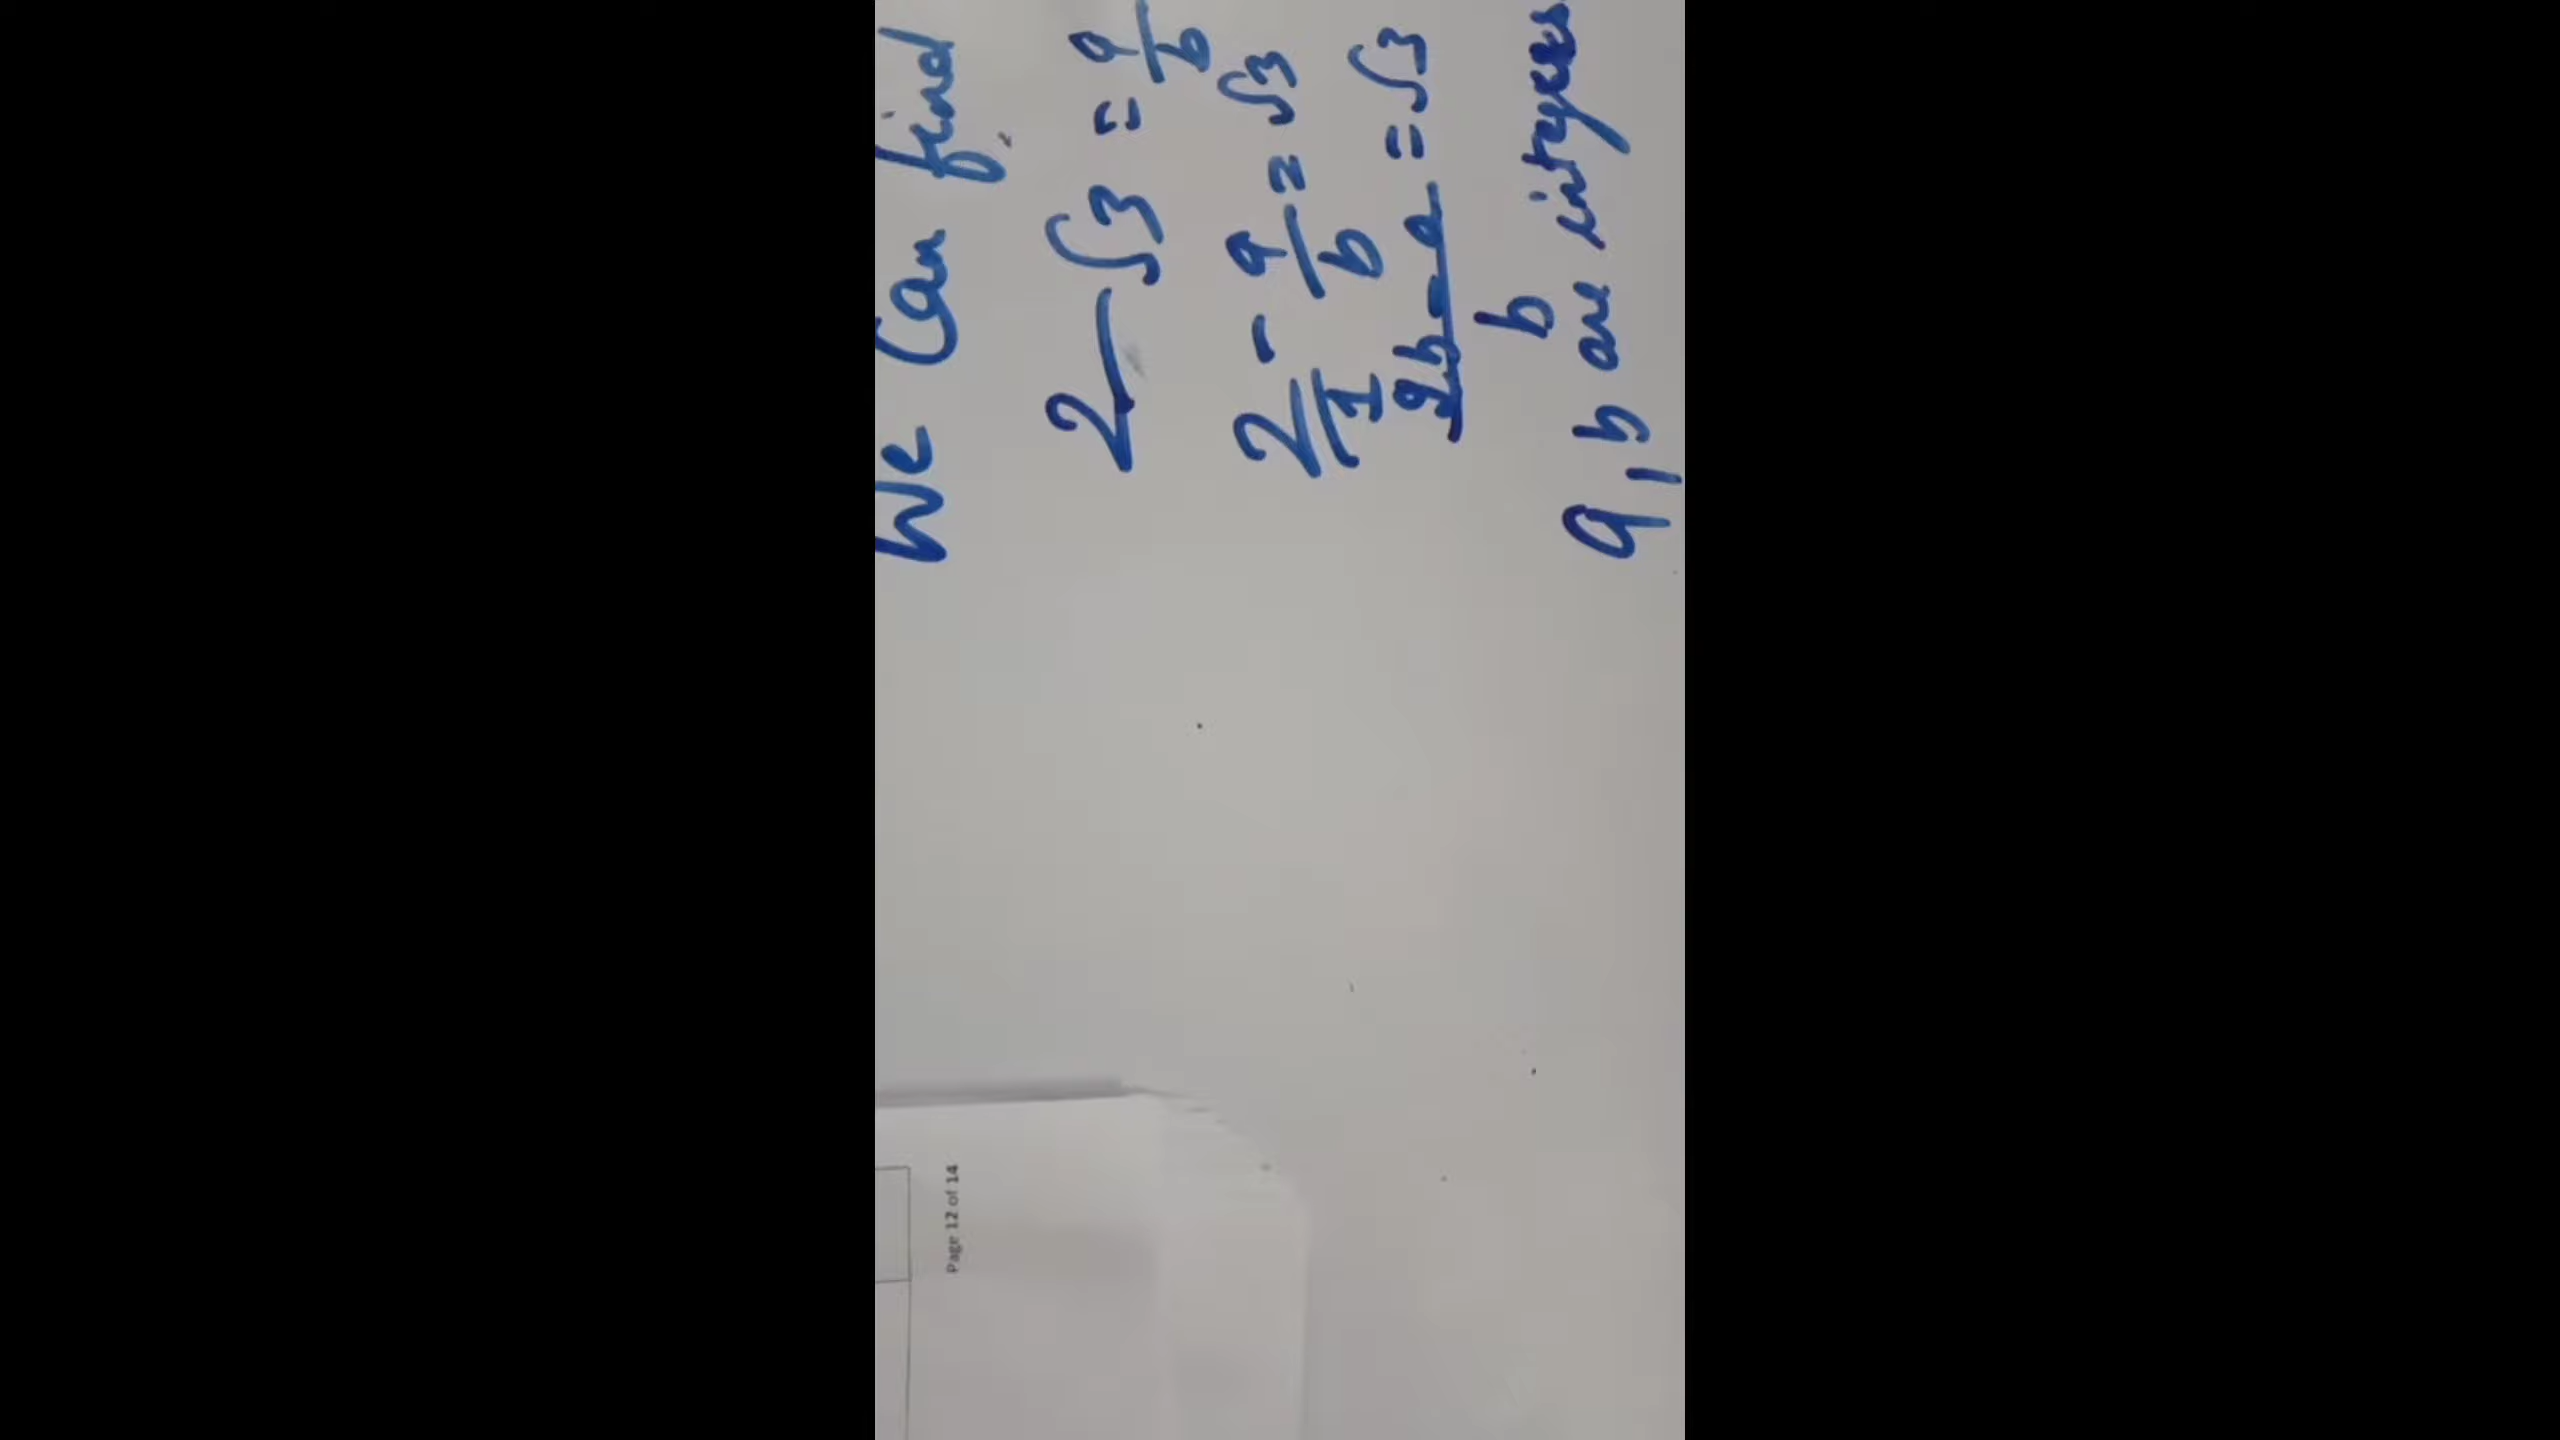 We can find
2 - √3 = a/b
2/1 - a/b = √3
2b - a/b = √3
a, b are integers
Page 12 of 14